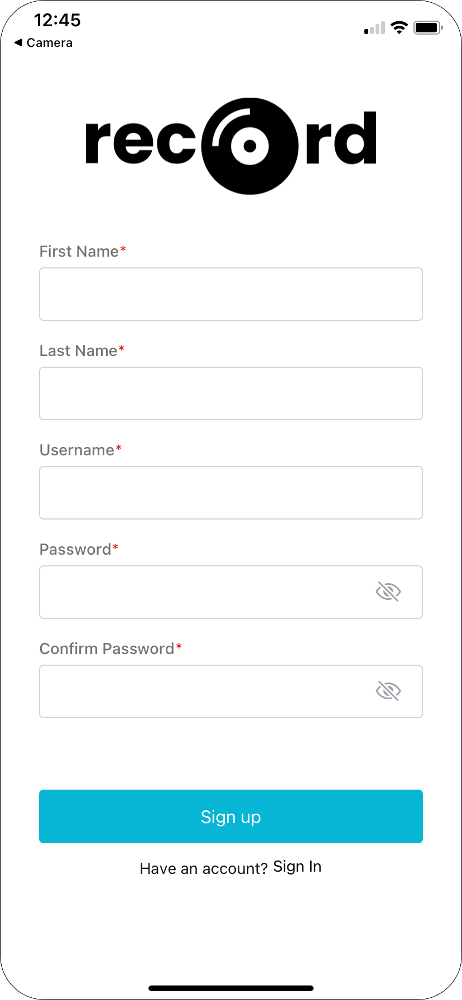 12:45
◀ Camera
record
First Name*
Last Name*
Username*
Password*
Confirm Password*
Sign up
Have an account? Sign In